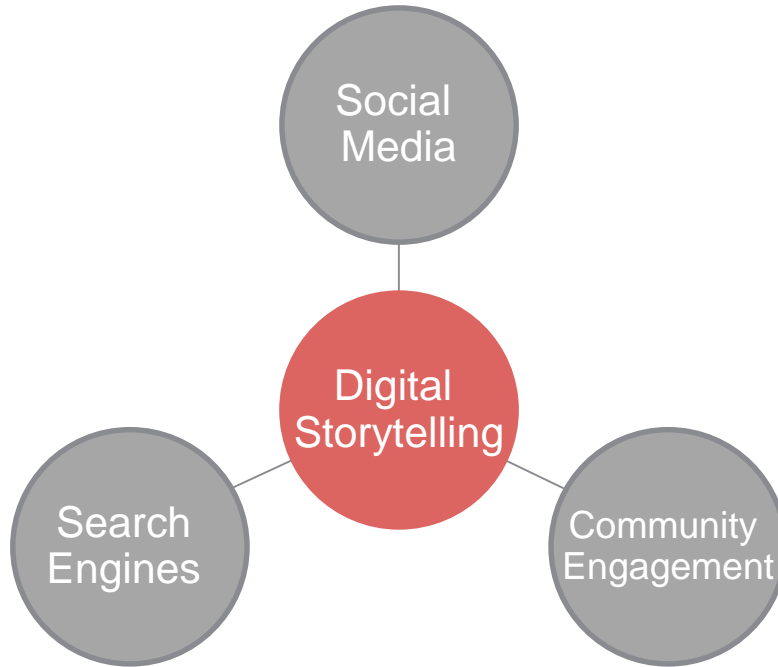 Social
Media
Digital
Storytelling
Search
Engines
Community
Engagement